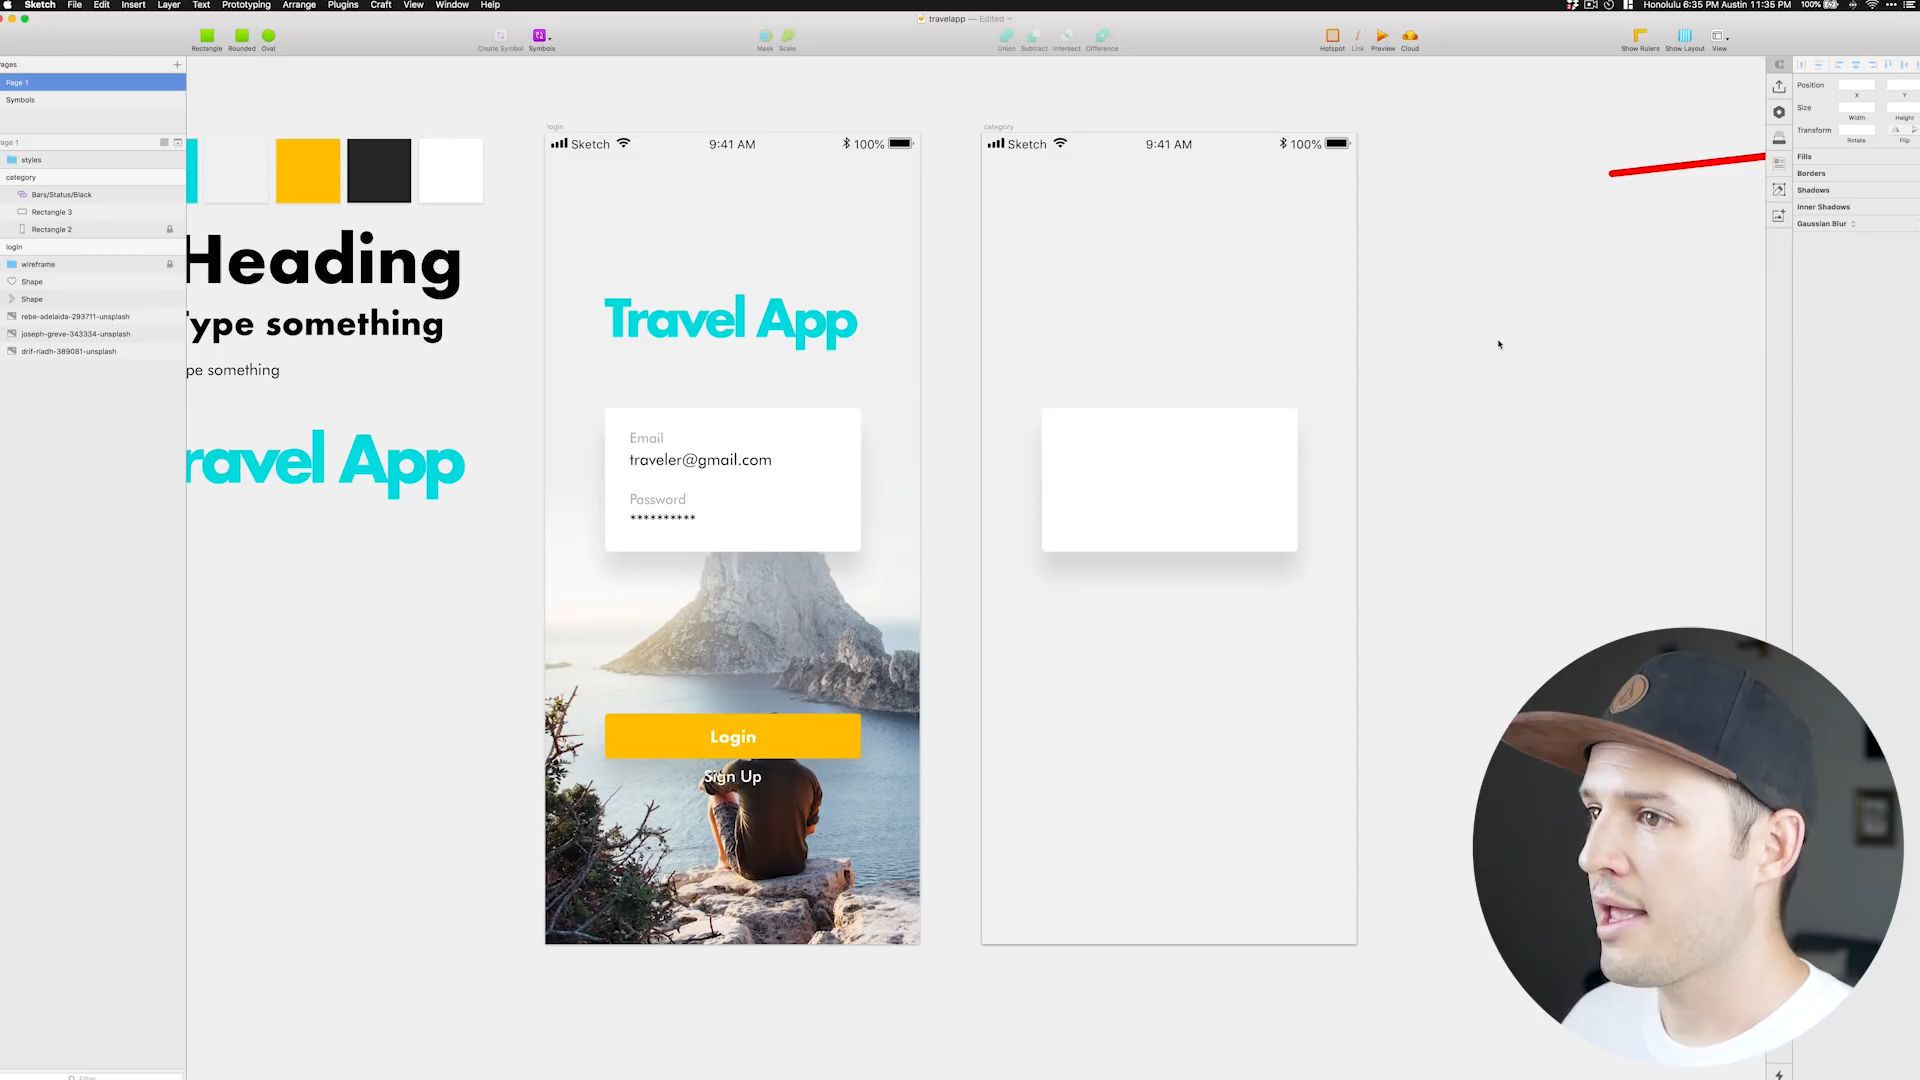 Sketch File Edit Insert Layer Text Prototyping Arrange Plugins Craft View Window Help
Honolulu 6:35 PM Austin 11:35 PM 100%
travelapp — Edited
Rectangle Rounded Oval Create Symbol Symbols Mask Scale Union Subtract Intersect Difference Hotspot Link Preview Cloud Show Rulers Show Layout View
Pages
Page 1
Symbols
Page 1
styles
category
Bars/Status/Black
Rectangle 3
Rectangle 2
login
wireframe
Shape
Shape
rebe-adelaida-293711-unsplash
joseph-greve-343334-unsplash
drif-riadh-389081-unsplash
Filter
Heading
Type something
pe something
ravel App
login
Sketch 9:41 AM 100%
Travel App
Email
traveler@gmail.com
Password
**********
Login
Sign Up
category
Sketch 9:41 AM 100%
Position
X Y
Size
Width Height
Transform
Rotate Flip
Fills
Borders
Shadows
Inner Shadows
Gaussian Blur